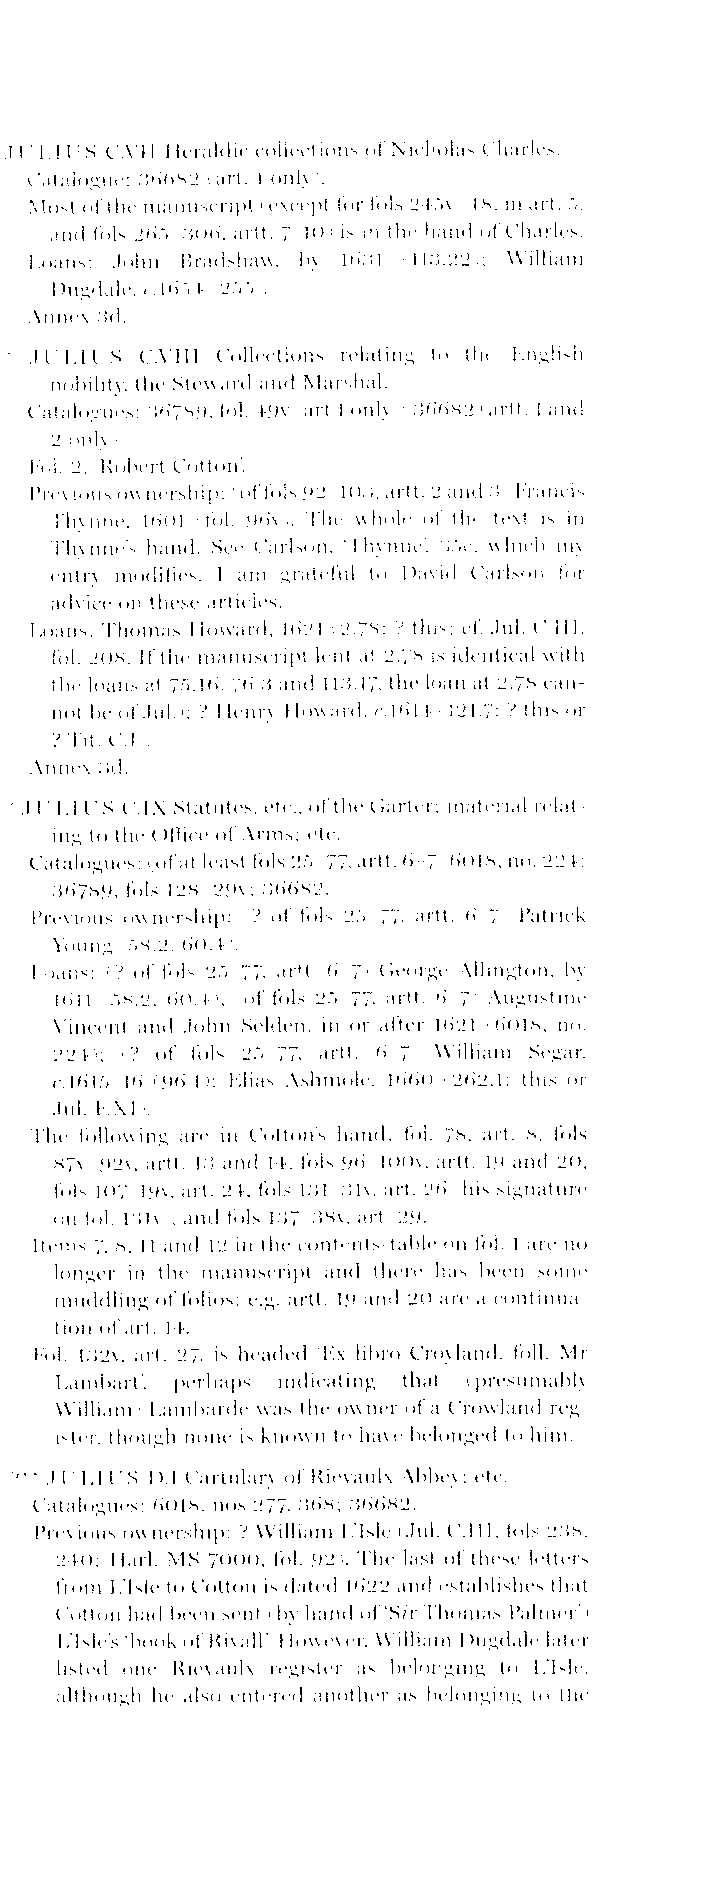 JULIUS C.VII Heraldic collections of Nicholas Charles.
Catalogue: 36682 (art. 1 only).
Most of the manuscript (except for fols 245v–48, in art. 5,
and fols 265–306, artt. 7–10) is in the hand of Charles.
Loans: John Bradshaw, by 1631 (113.22); William
Dugdale, c.1654 (255).
Annex 3d.
JULIUS C.VIII Collections relating to the English
nobility, the Steward and Marshal.
Catalogues: 36789, fol. 49v (art 1 only); 36682 (artt. 1 and
2 only).
Fol. 2, 'Robert Cotton'.
Previous ownership: (of fols 92–103, artt. 2 and 3) Francis
Thynne, 1601 (fol. 96v). The whole of the text is in
Thynne's hand. See Carlson, 'Thynne', which my
entry modifies. I am grateful to David Carlson for
advice on these articles.
Loans: Thomas Howard, 1621 (2.78: ? this; cf. Jul. C.III,
fol. 208. If the manuscript lent at 2.78 is identical with
the loans at 75.16, 76.3 and 113.17, the loan at 2.78 can-
not be of Jul.); ? Henry Howard, c.1614 (121.7: ? this or
? Tit. C.I).
Annex 3d.
JULIUS C.IX Statutes, etc., of the Garter; material relat-
ing to the Office of Arms; etc.
Catalogues: (of at least fols 25–77, artt. 6–7) 6018, no. 224;
36789, fols 128–29v; 36682.
Previous ownership: (? of fols 25–77, artt. 6–7) Patrick
Young (58.2, 60.4).
Loans: (? of fols 25–77, artt. 6–7) George Allington, by
1611 (58.2, 60.4); (of fols 25–77, artt. 6–7) Augustine
Vincent and John Selden, in or after 1621 (6018, no.
224); (? of fols 25–77, artt. 6–7) William Segar,
c.1615–16 (96.1); Elias Ashmole, 1660 (262.1: this or
Jul. F.XI).
The following are in Cotton's hand, fol. 78, art. 8, fols
87v–92v, artt. 13 and 14, fols 96–100v, artt. 19 and 20,
fols 107–19v, art. 24, fols 131–31v, art. 26 (his signature
on fol. 131v), and fols 137–38v, art. 29.
Items 7, 8, 11 and 12 in the contents-table on fol. 1 are no
longer in the manuscript and there has been some
muddling of folios: e.g. artt. 19 and 20 are a continua-
tion of art. 14.
Fol. 132v, art. 27, is headed 'Ex libro Croyland, foll. Mr
Lambart', perhaps indicating that (presumably
William) Lambarde was the owner of a Crowland reg-
ister, though none is known to have belonged to him.
JULIUS D.I Cartulary of Rievaulx Abbey; etc.
Catalogues: 6018, nos 277, 368; 36682.
Previous ownership: ? William L'Isle (Jul. C.III, fols 238,
240; Harl. MS 7000, fol. 92). The last of these letters
from L'Isle to Cotton is dated 1622 and establishes that
Cotton had been sent (by hand of 'Sir Thomas Palmer')
L'Isle's 'book of Rivall'. However, William Dugdale later
listed one Rievaulx register as belonging to L'Isle,
although he also entered another as belonging to the